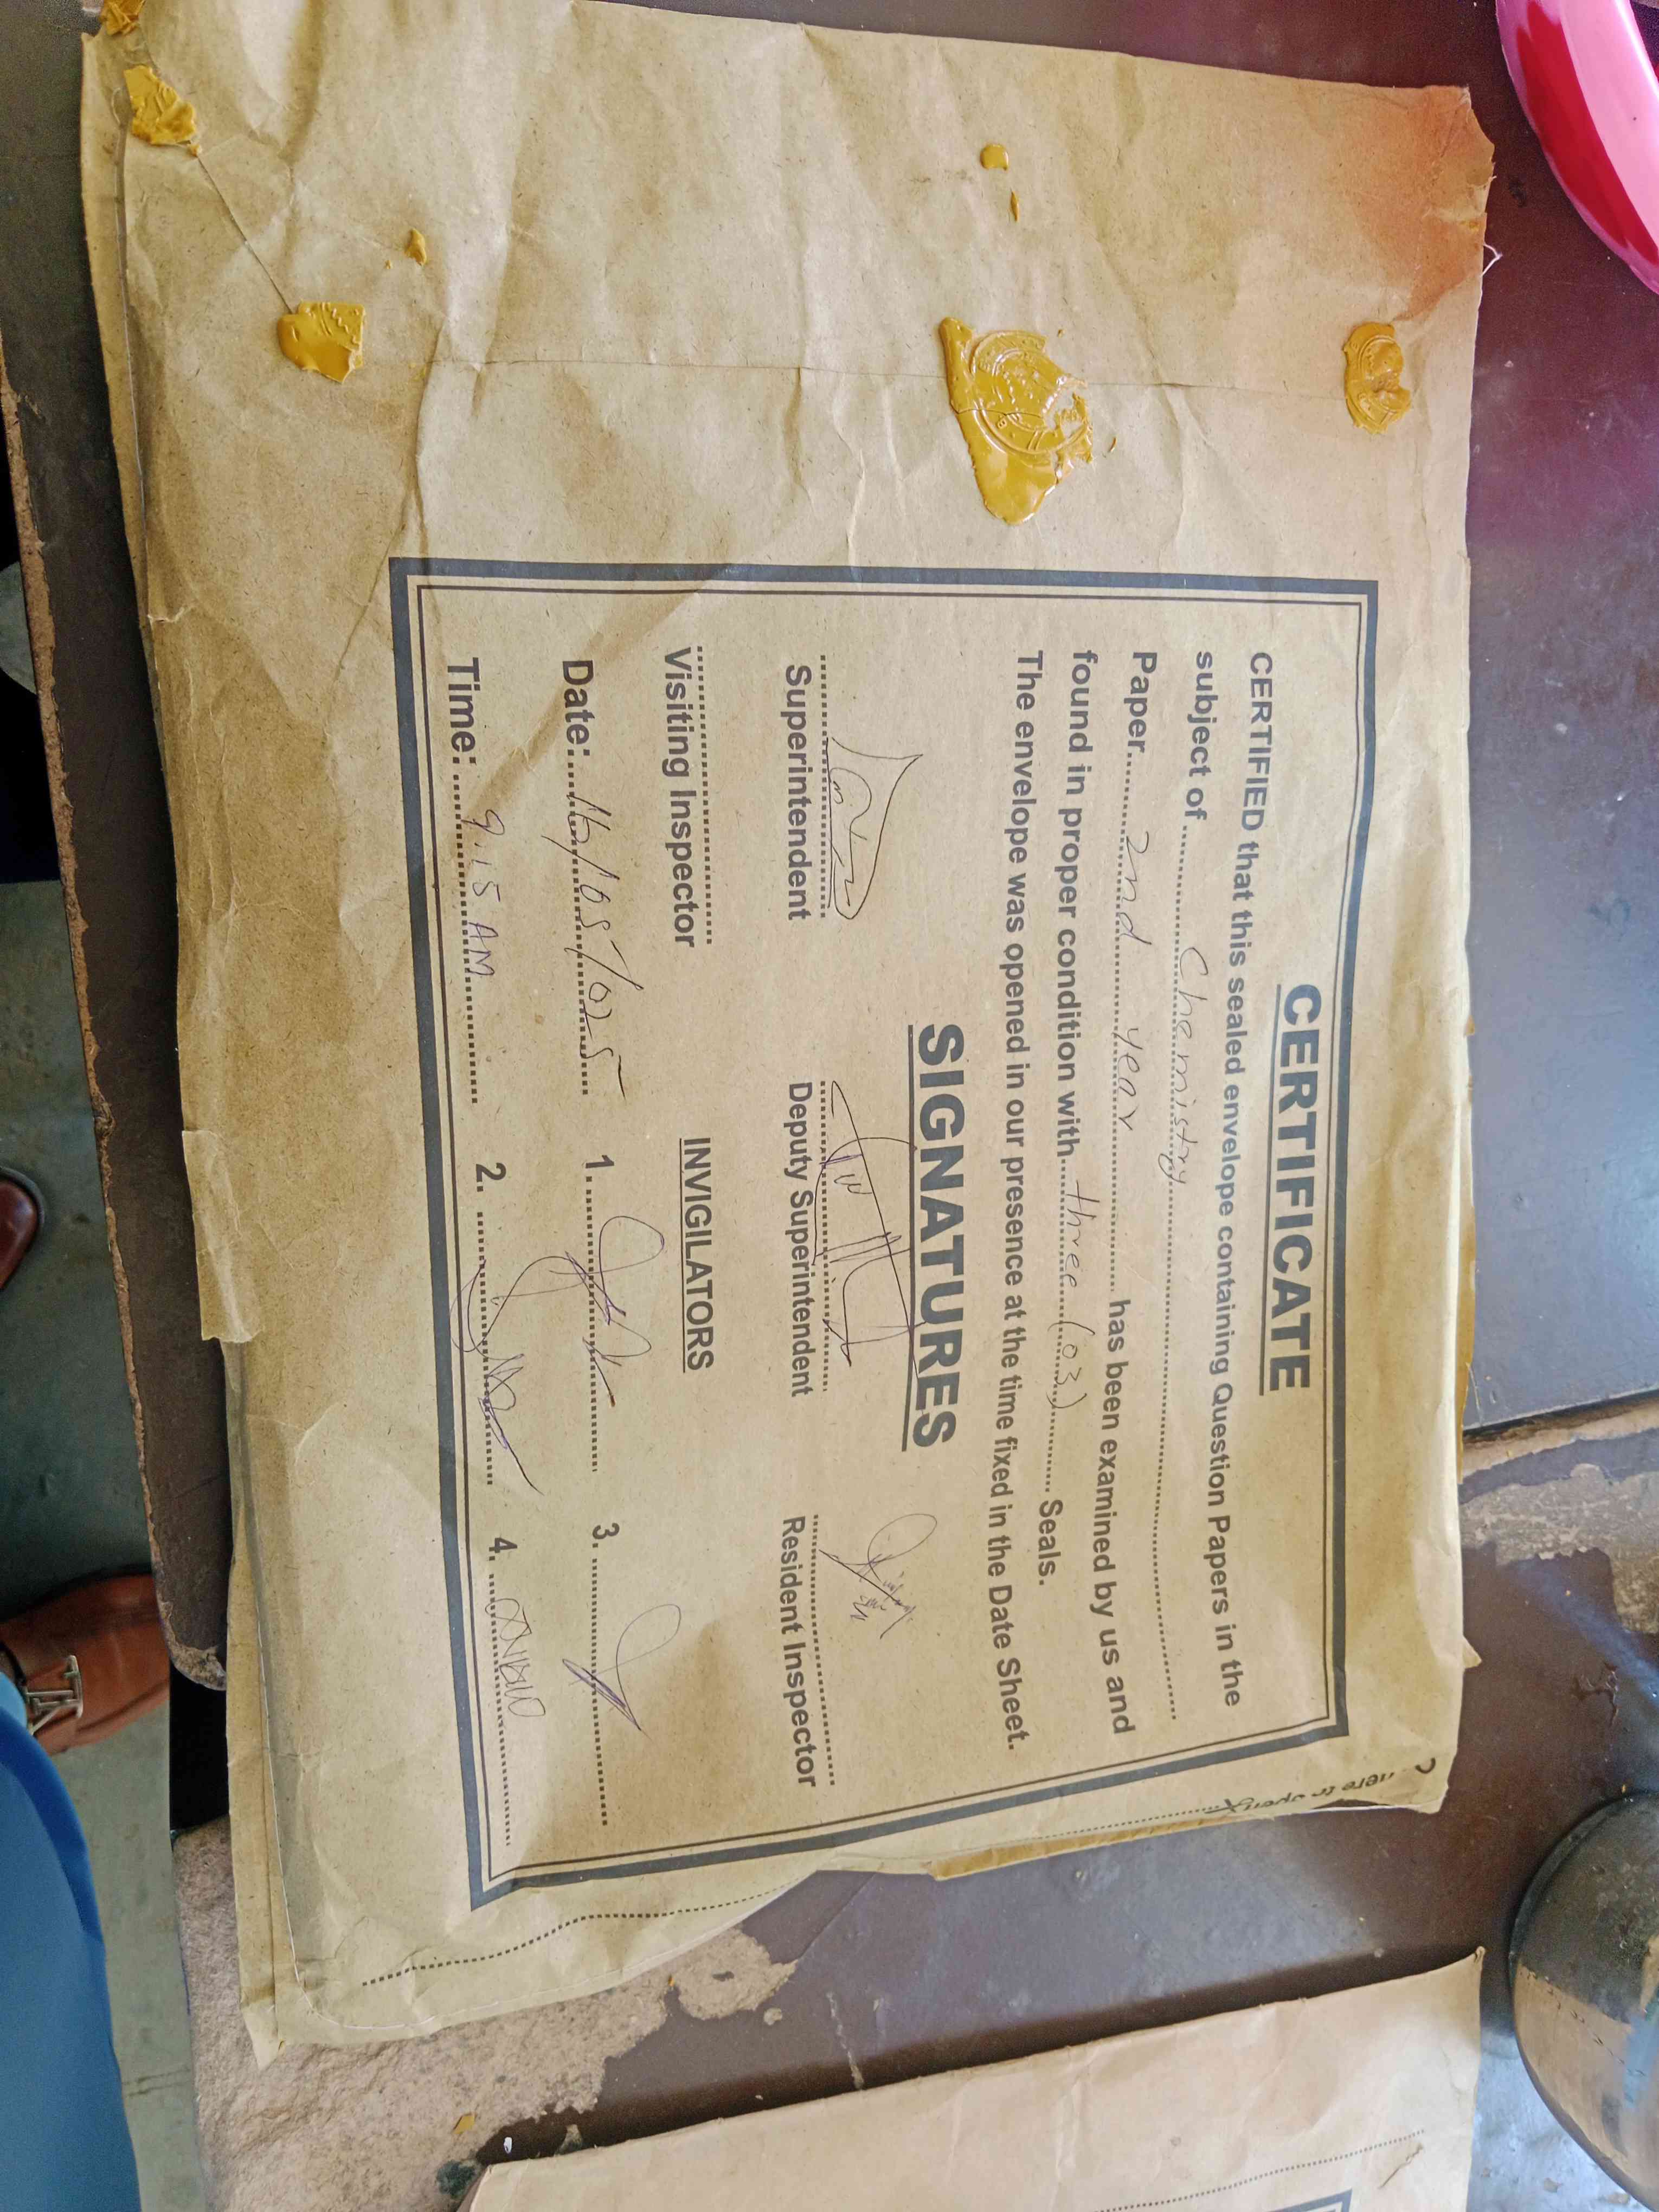 CERTIFICATE
CERTIFIED that this sealed envelope containing Question Papers in the
subject of............Chemistry............
Paper........2nd year............ has been examined by us and
found in proper condition with....three (03)........ Seals.
The envelope was opened in our presence at the time fixed in the Date Sheet.
SIGNATURES
Superintendent Deputy Superintendent Resident Inspector
Visiting Inspector INVIGILATORS
Date:....16/05/025.... 1. 3.
Time:....9.15 AM.... 2. 4.
here to open